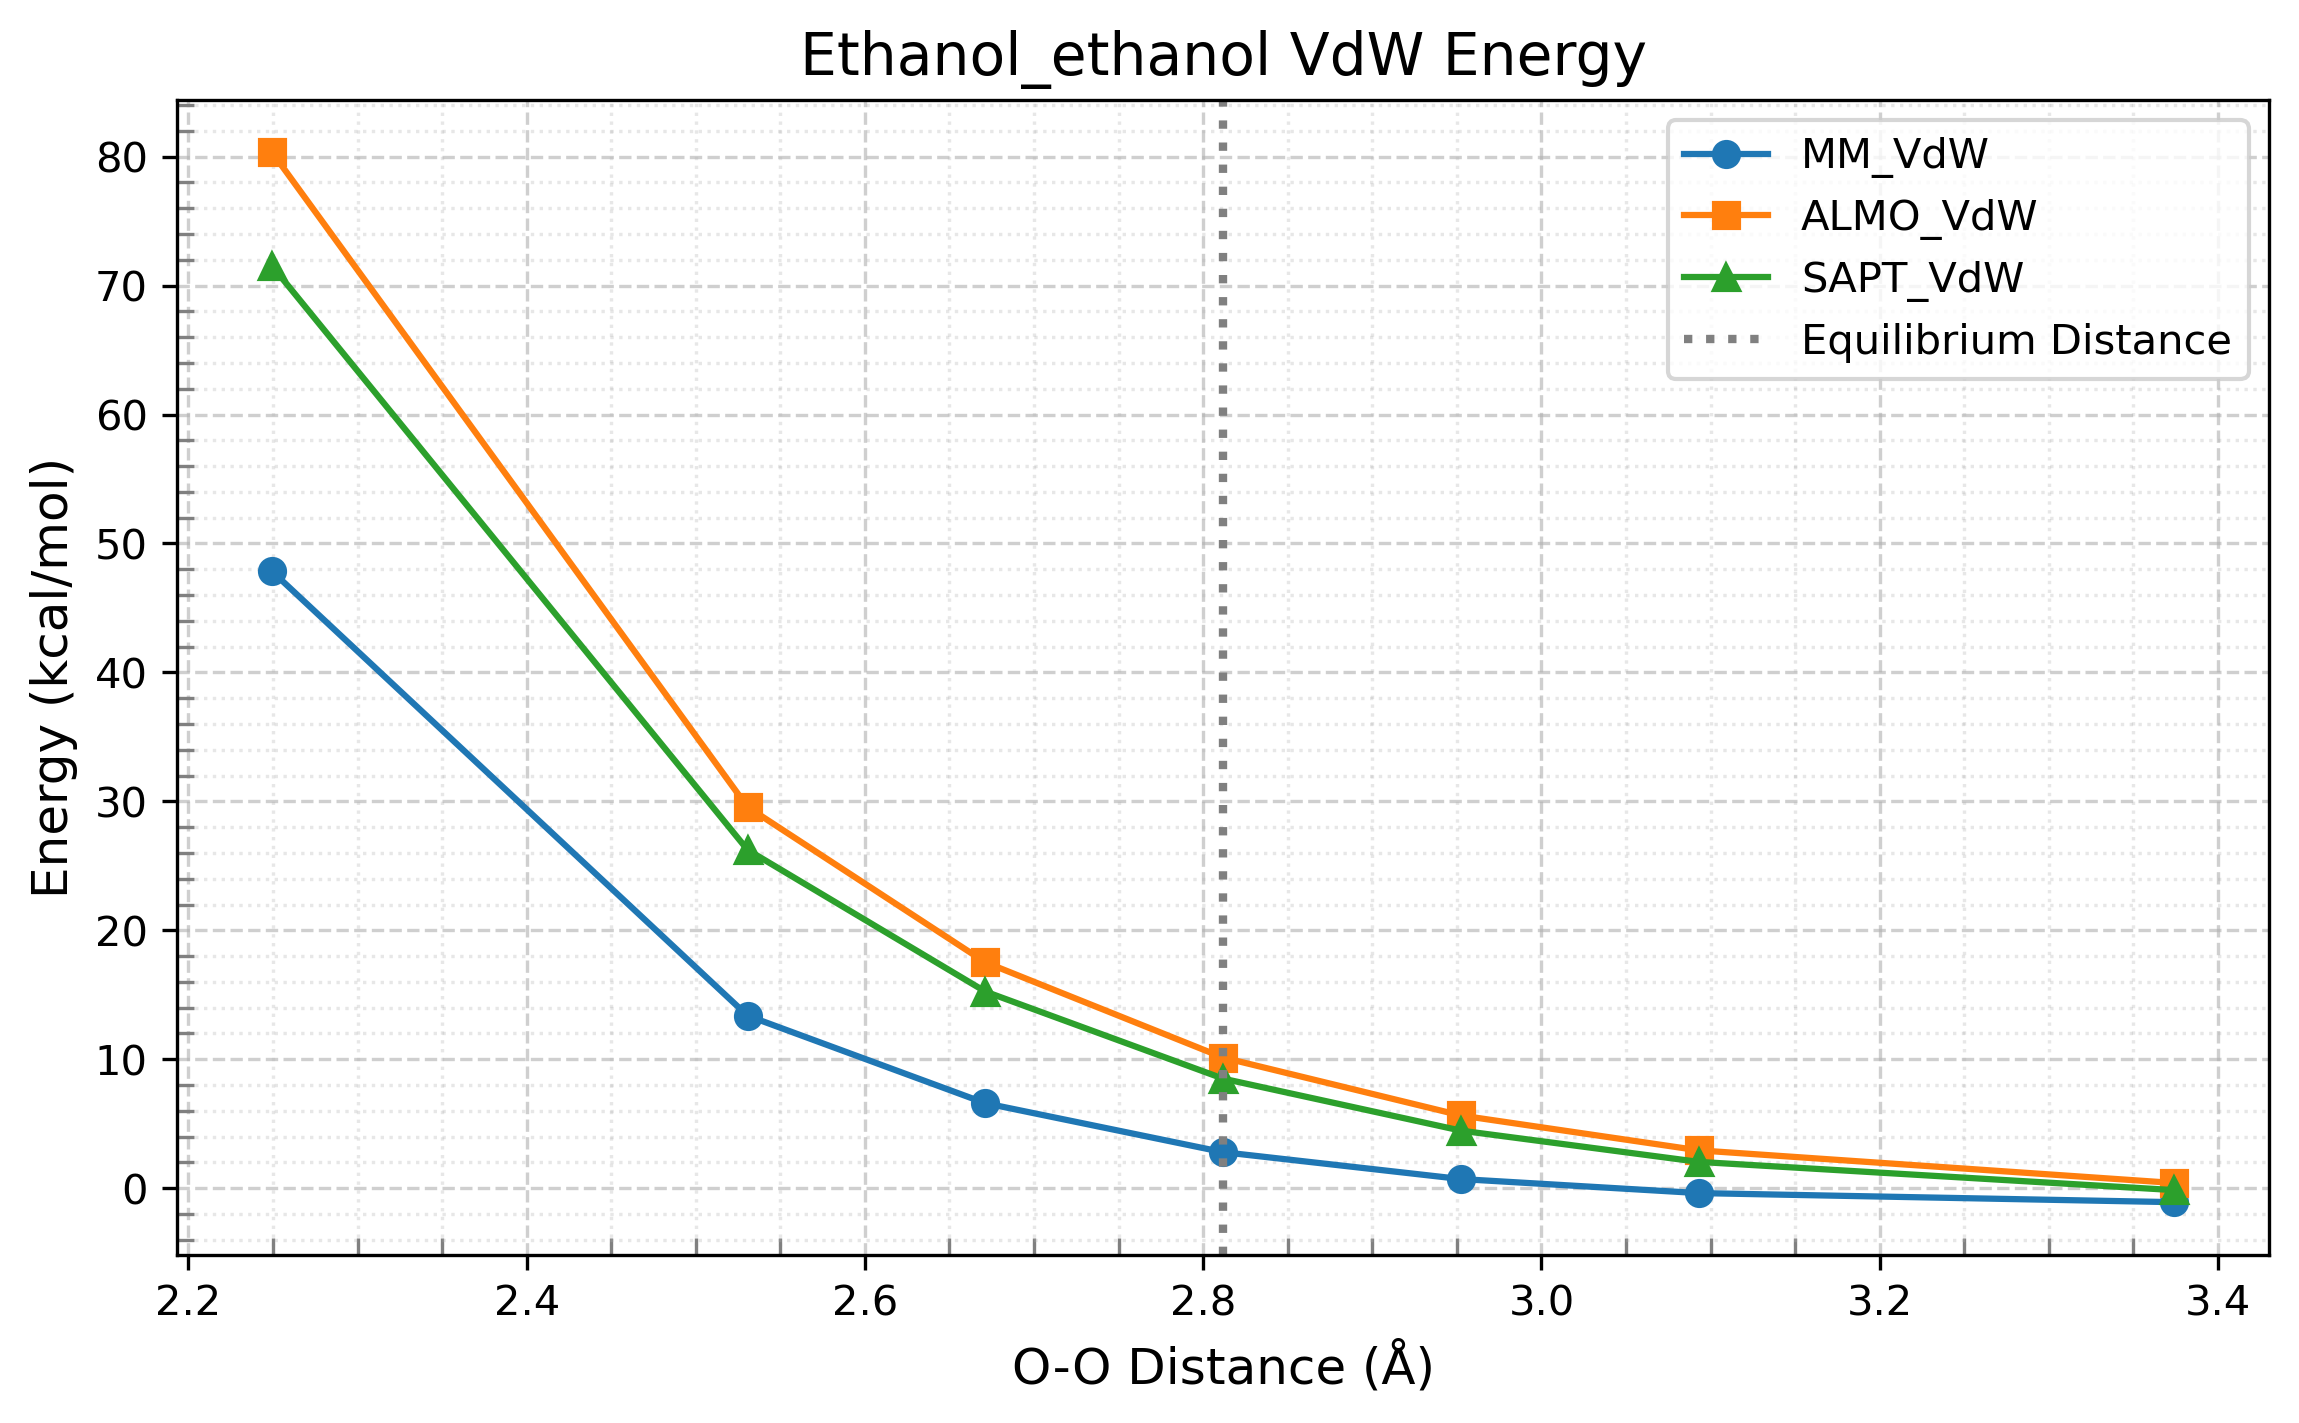 Ethanol_ethanol VdW Energy
MM_VdW
ALMO_VdW
SAPT_VdW
Equilibrium Distance
Energy (kcal/mol)
80
70
60
50
40
30
20
10
0
2.2 2.4 2.6 2.8 3.0 3.2 3.4
O-O Distance (Å)